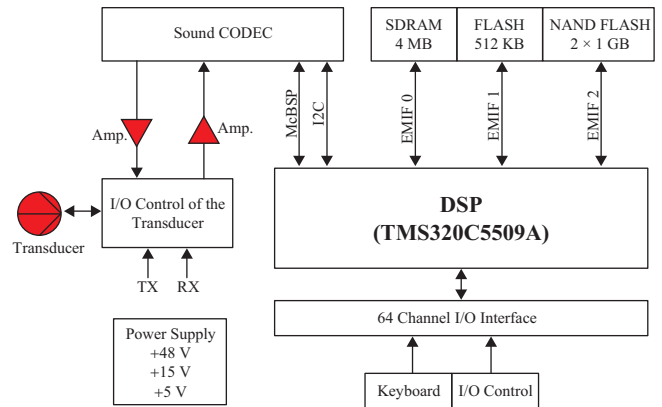 Sound CODEC
SDRAM
4 MB
FLASH
512 KB
NAND FLASH
2 × 1 GB
McBSP
I2C
EMIF 0
EMIF 1
EMIF 2
Amp.
Amp.
I/O Control of the
Transducer
Transducer
TX
RX
DSP
(TMS320C5509A)
64 Channel I/O Interface
Power Supply
+48 V
+15 V
+5 V
Keyboard
I/O Control